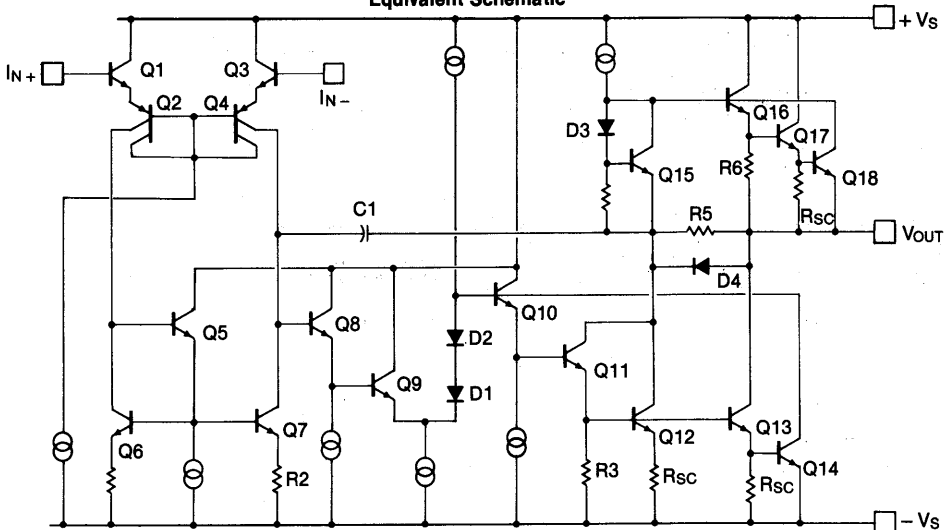 Equivalent Schematic
+ VS
IN+
Q1
Q3
IN−
Q2
Q4
D3
Q16
Q17
Q15
R6
Q18
RSC
C1
R5
VOUT
D4
Q10
Q5
Q8
D2
Q9
D1
Q11
Q6
Q7
Q12
Q13
Q14
R2
R3
RSC
RSC
− VS